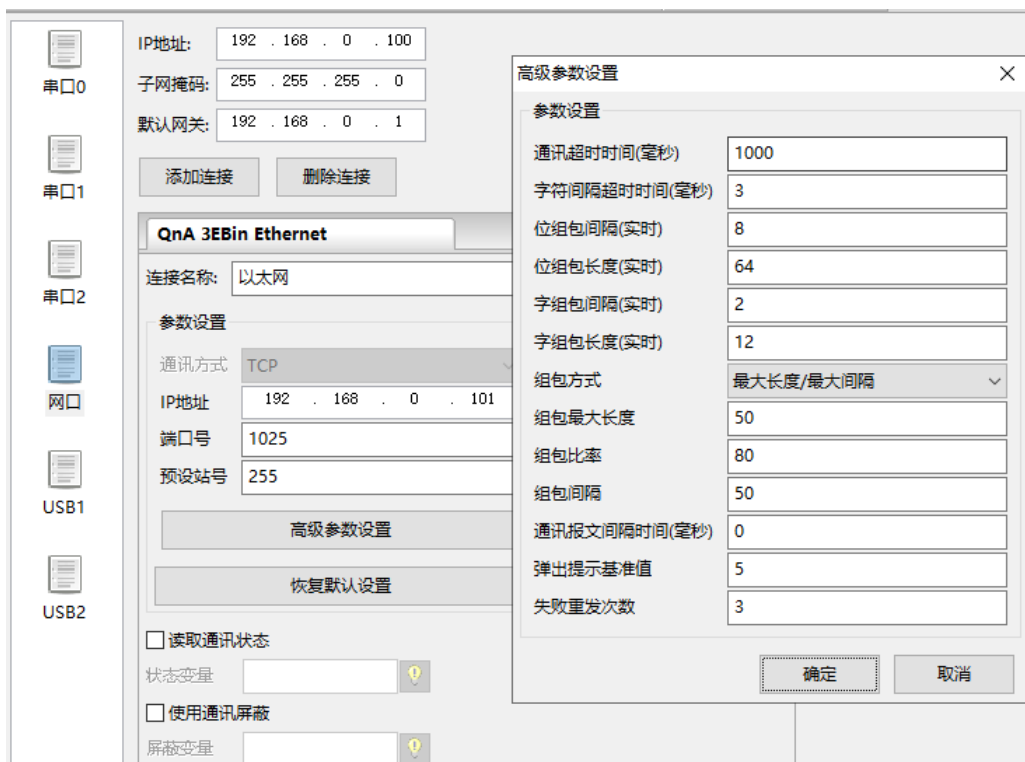 串口0
串口1
串口2
网口
USB1
USB2
IP地址: 192 . 168 . 0 . 100
子网掩码: 255 . 255 . 255 . 0
默认网关: 192 . 168 . 0 . 1
添加连接 删除连接
QnA 3EBin Ethernet
连接名称: 以太网
参数设置
通讯方式 TCP
IP地址 192 . 168 . 0 . 101
端口号 1025
预设站号 255
高级参数设置
恢复默认设置
读取通讯状态
状态变量
使用通讯屏蔽
屏蔽变量
高级参数设置
参数设置
通讯超时时间(毫秒) 1000
字符间隔超时时间(毫秒) 3
位组包间隔(实时) 8
位组包长度(实时) 64
字组包间隔(实时) 2
字组包长度(实时) 12
组包方式 最大长度/最大间隔
组包最大长度 50
组包比率 80
组包间隔 50
通讯报文间隔时间(毫秒) 0
弹出提示基准值 5
失败重发次数 3
确定 取消